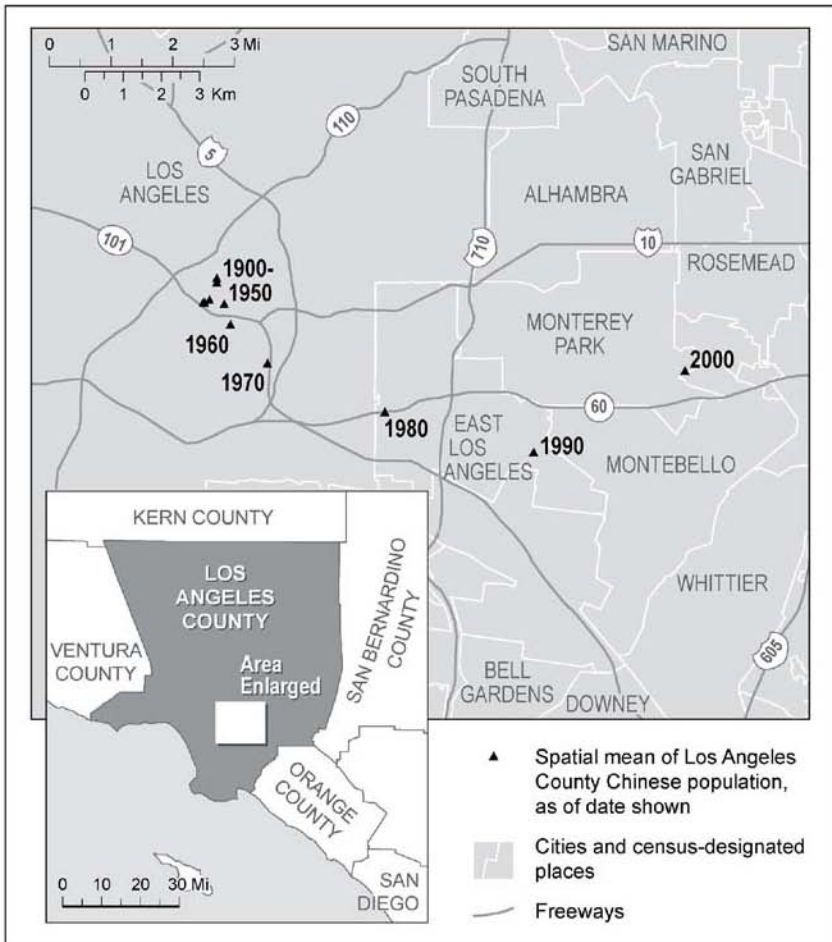 0 1 2 3 Mi
0 1 2 3 Km
SAN MARINO
SOUTH
PASADENA
110
5
LOS
ANGELES
SAN
GABRIEL
ALHAMBRA
101
710
10
ROSEMEAD
1900-
1950
MONTEREY
PARK
1960
2000
1970
60
1980
EAST
LOS
ANGELES
1990
MONTEBELLO
WHITTIER
605
BELL
GARDENS
DOWNEY
KERN COUNTY
LOS
ANGELES
COUNTY
VENTURA
COUNTY
SAN BERNARDINO
COUNTY
Area
Enlarged
ORANGE
COUNTY
SAN
DIEGO
0 10 20 30 Mi
Spatial mean of Los Angeles
County Chinese population,
as of date shown
Cities and census-designated
places
Freeways